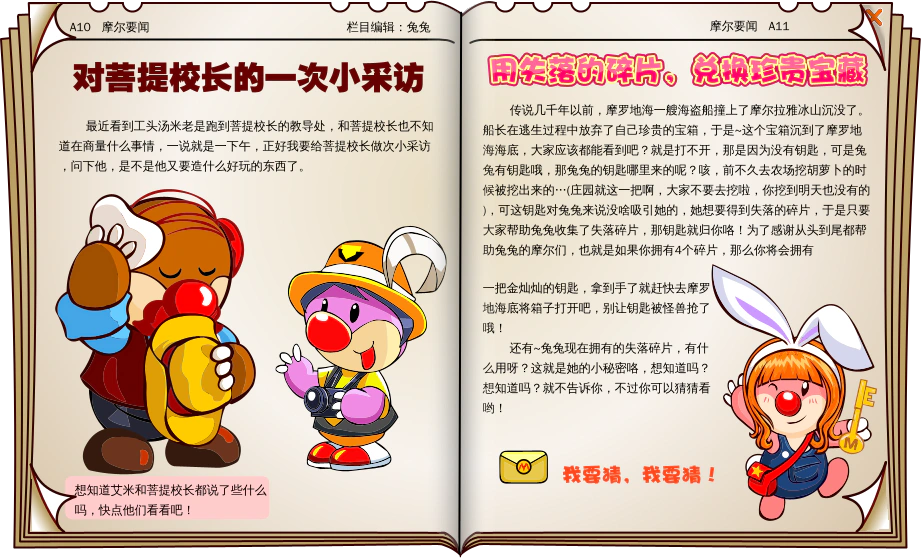 A10 摩尔要闻
栏目编辑：兔兔
对菩提校长的一次小采访
最近看到工头汤米老是跑到菩提校长的教导处，和菩提校长也不知
道在商量什么事情，一说就是一下午，正好我要给菩提校长做次小采访
，问下他，是不是他又要造什么好玩的东西了。
想知道艾米和菩提校长都说了些什么
吗，快点他们看看吧！
摩尔要闻 A11
用失落的碎片、兑换珍贵宝藏
传说几千年以前，摩罗地海一艘海盗船撞上了摩尔拉雅冰山沉没了。
船长在逃生过程中放弃了自己珍贵的宝箱，于是~这个宝箱沉到了摩罗地
海海底，大家应该都能看到吧？就是打不开，那是因为没有钥匙，可是兔
兔有钥匙哦，那兔兔的钥匙哪里来的呢？咳，前不久去农场挖胡萝卜的时
候被挖出来的…(庄园就这一把啊，大家不要去挖啦，你挖到明天也没有的
)，可这钥匙对兔兔来说没啥吸引她的，她想要得到失落的碎片，于是只要
大家帮助兔兔收集了失落碎片，那钥匙就归你咯！为了感谢从头到尾都帮
助兔兔的摩尔们，也就是如果你拥有4个碎片，那么你将会拥有
一把金灿灿的钥匙，拿到手了就赶快去摩罗
地海底将箱子打开吧，别让钥匙被怪兽抢了
哦！
还有~兔兔现在拥有的失落碎片，有什
么用呀？这就是她的小秘密咯，想知道吗？
想知道吗？就不告诉你，不过你可以猜猜看
哟！
M
M
我要猜，我要猜！